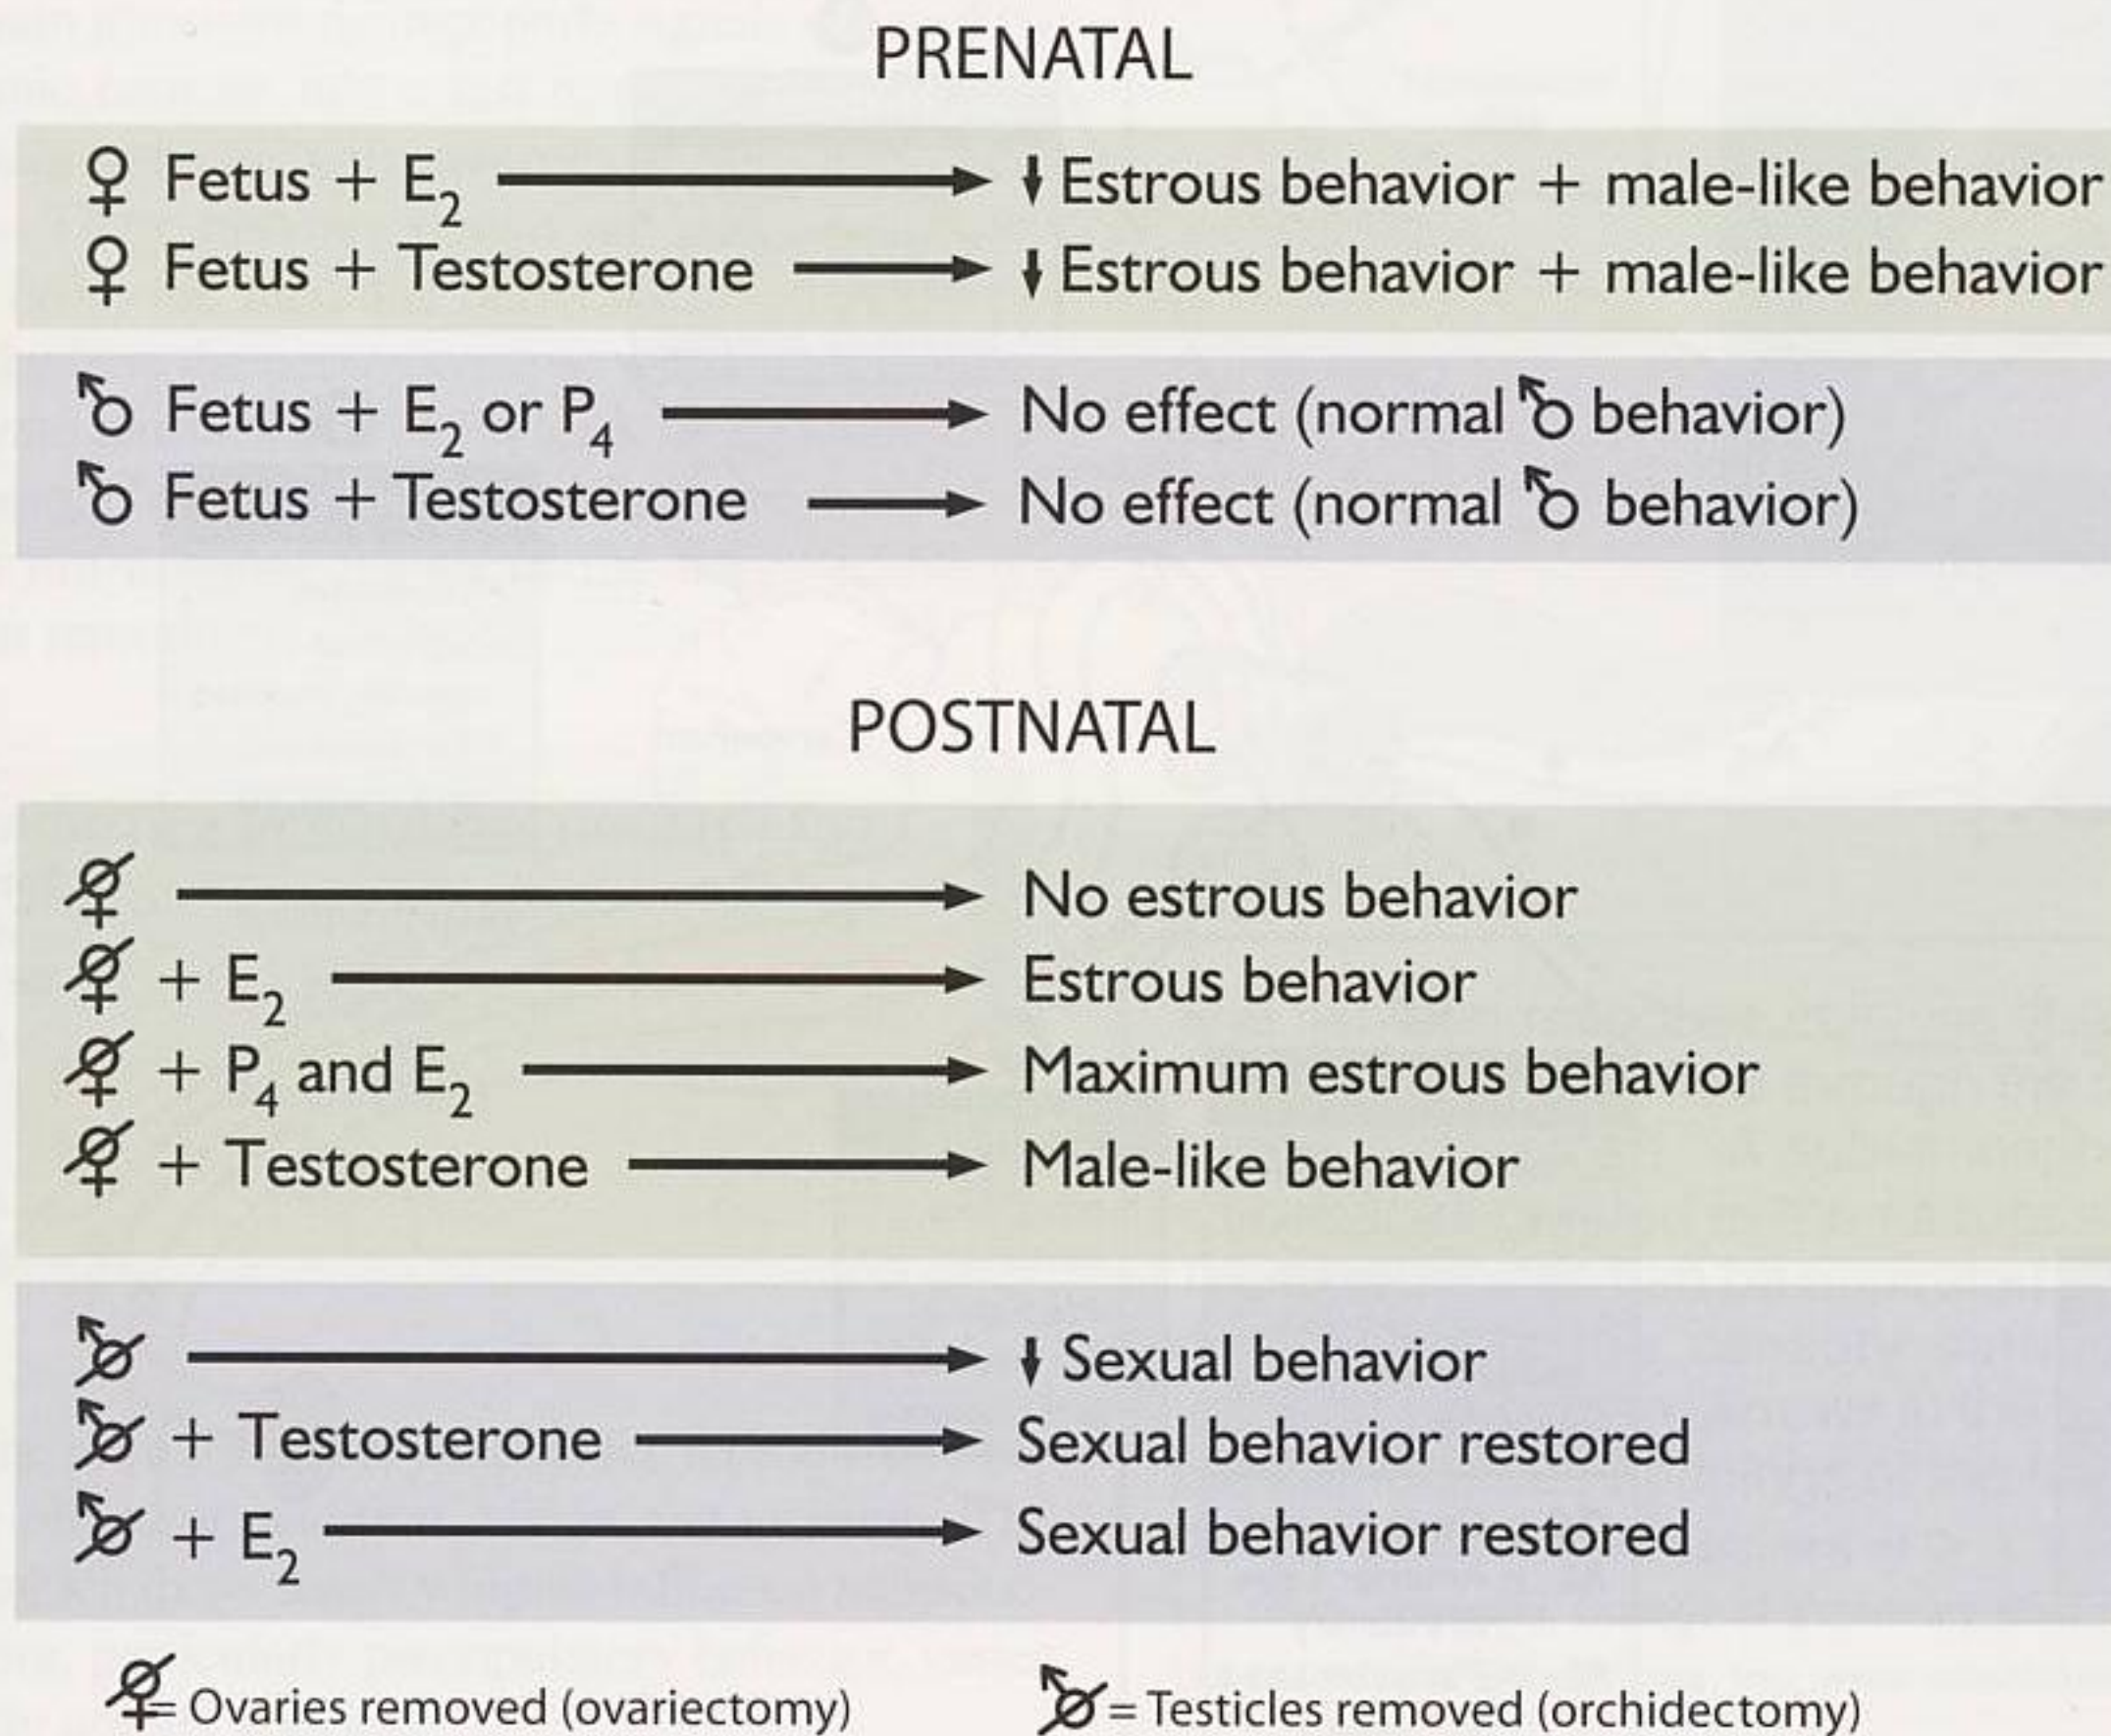 PRENATAL
♀ Fetus + E₂ → ↓ Estrous behavior + male-like behavior
♀ Fetus + Testosterone → ↓ Estrous behavior + male-like behavior
♂ Fetus + E₂ or P₄ → No effect (normal ♂ behavior)
♂ Fetus + Testosterone → No effect (normal ♂ behavior)
POSTNATAL
♀̸ → No estrous behavior
♀̸ + E₂ → Estrous behavior
♀̸ + P₄ and E₂ → Maximum estrous behavior
♀̸ + Testosterone → Male-like behavior
♂̸ → ↓ Sexual behavior
♂̸ + Testosterone → Sexual behavior restored
♂̸ + E₂ → Sexual behavior restored
♀̸ = Ovaries removed (ovariectomy) ♂̸ = Testicles removed (orchidectomy)